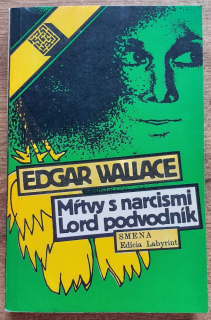 EDGAR WALLACE
Mŕtvy s narcismi
Lord podvodník
SMENA
Edícia Labyrint